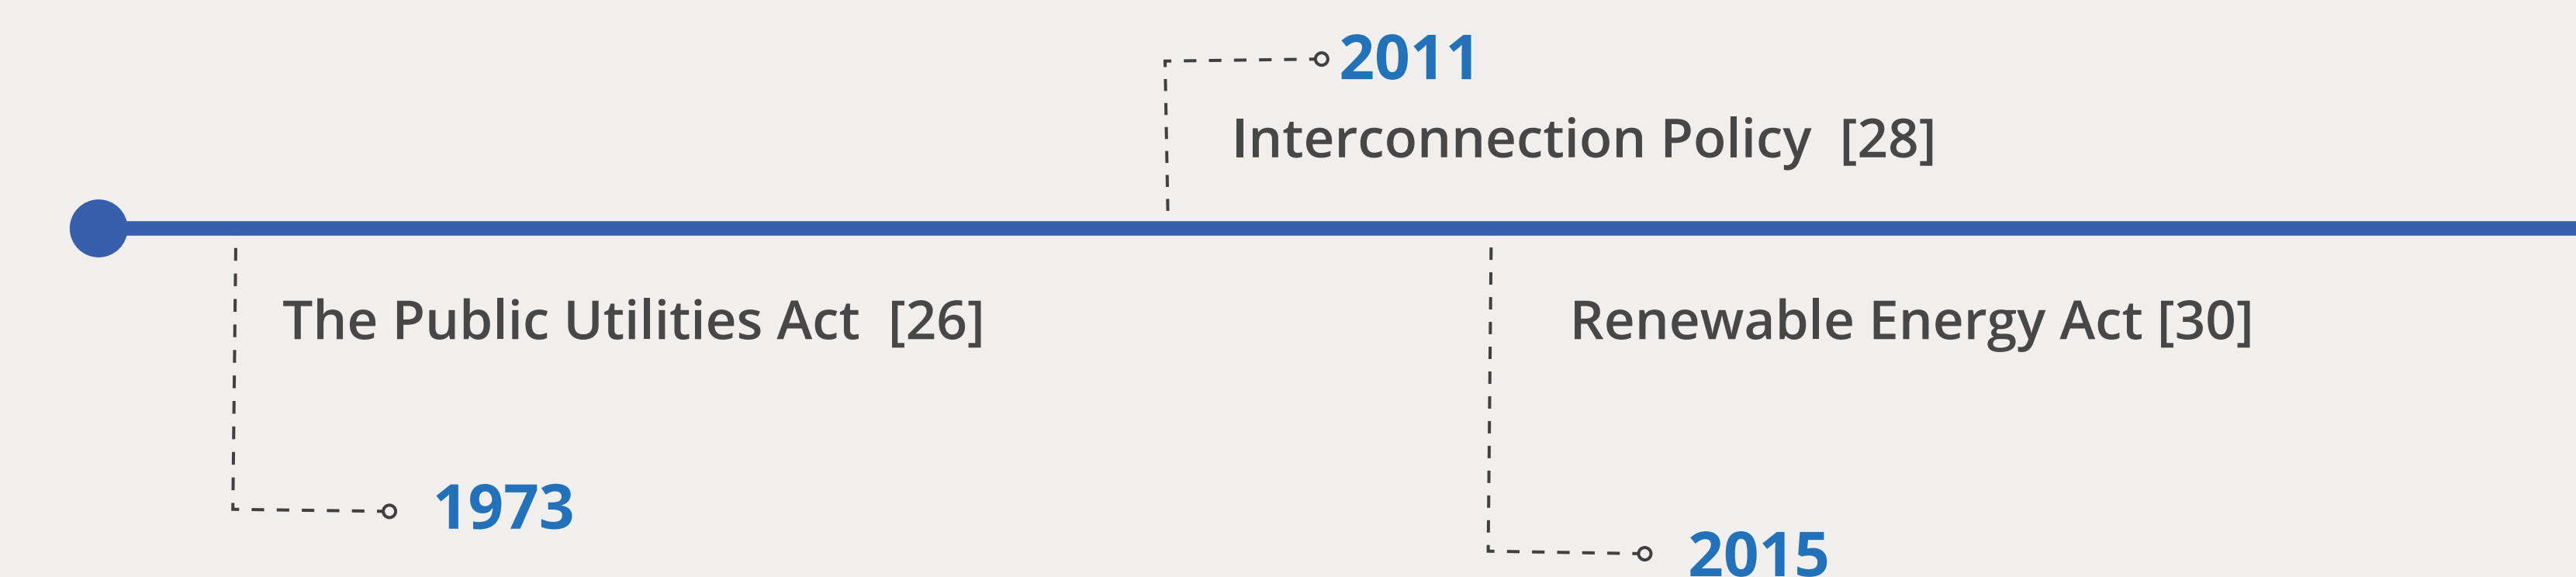 2011
Interconnection Policy [28]
The Public Utilities Act [26]
Renewable Energy Act [30]
1973
2015